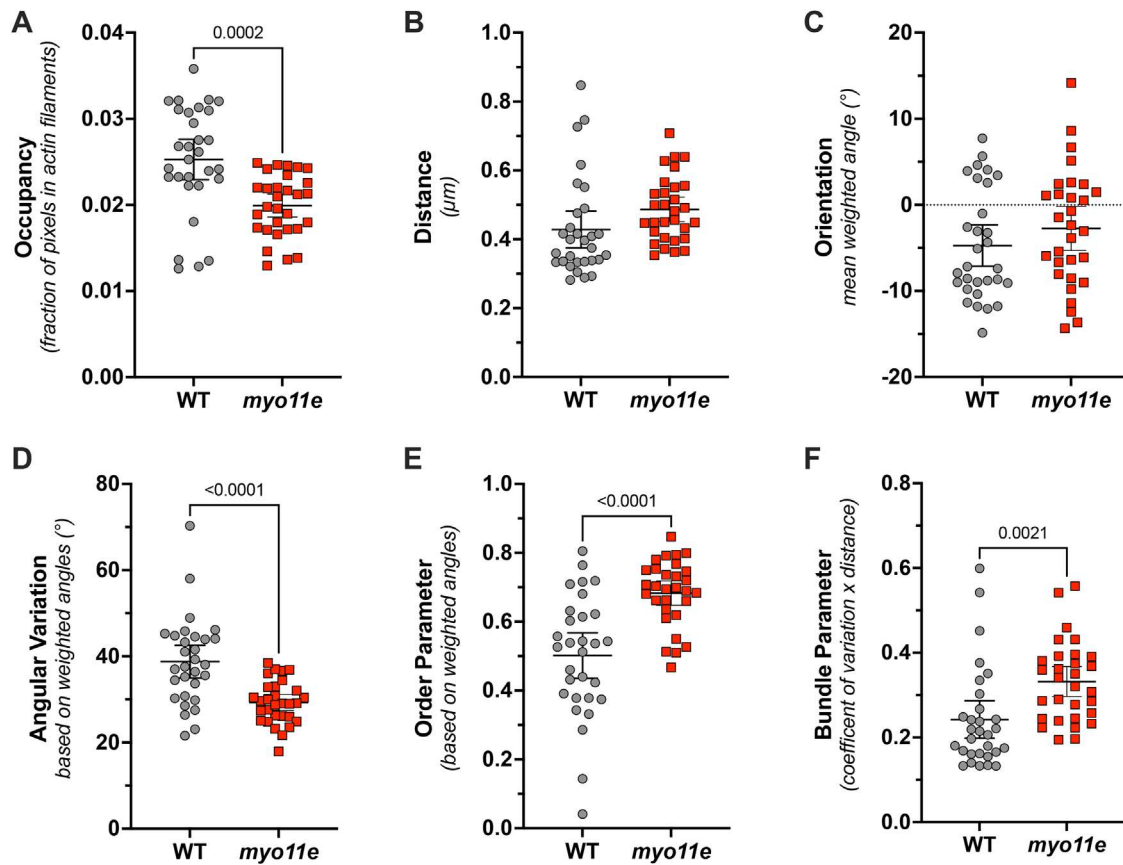 A
Occupancy
(fraction of pixels in actin filaments)
0.04
0.03
0.02
0.01
0.00
0.0002
WT
myo11e
B
Distance
(μm)
1.0
0.8
0.6
0.4
0.2
0.0
WT
myo11e
C
Orientation
mean weighted angle (°)
20
10
0
-10
-20
WT
myo11e
D
Angular Variation
based on weighted angles (°)
80
60
40
20
0
<0.0001
WT
myo11e
E
Order Parameter
(based on weighted angles)
1.0
0.8
0.6
0.4
0.2
0.0
<0.0001
WT
myo11e
F
Bundle Parameter
(coefficent of variation x distance)
0.8
0.6
0.4
0.2
0.0
0.0021
WT
myo11e